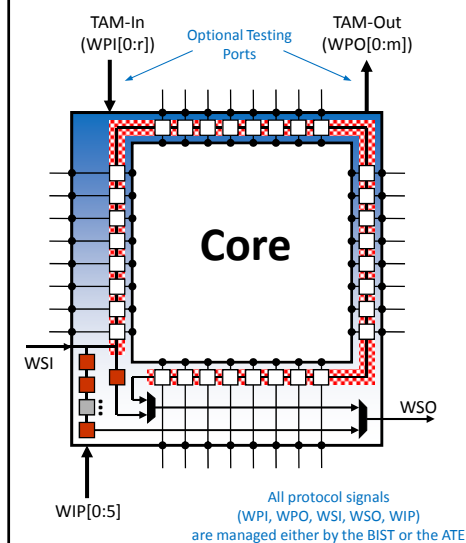 TAM-In
(WPI[0:r])
Optional Testing
Ports
TAM-Out
(WPO[0:m])
Core
WSI
WSO
WIP[0:5]
All protocol signals
(WPI, WPO, WSI, WSO, WIP)
are managed either by the BIST or the ATE